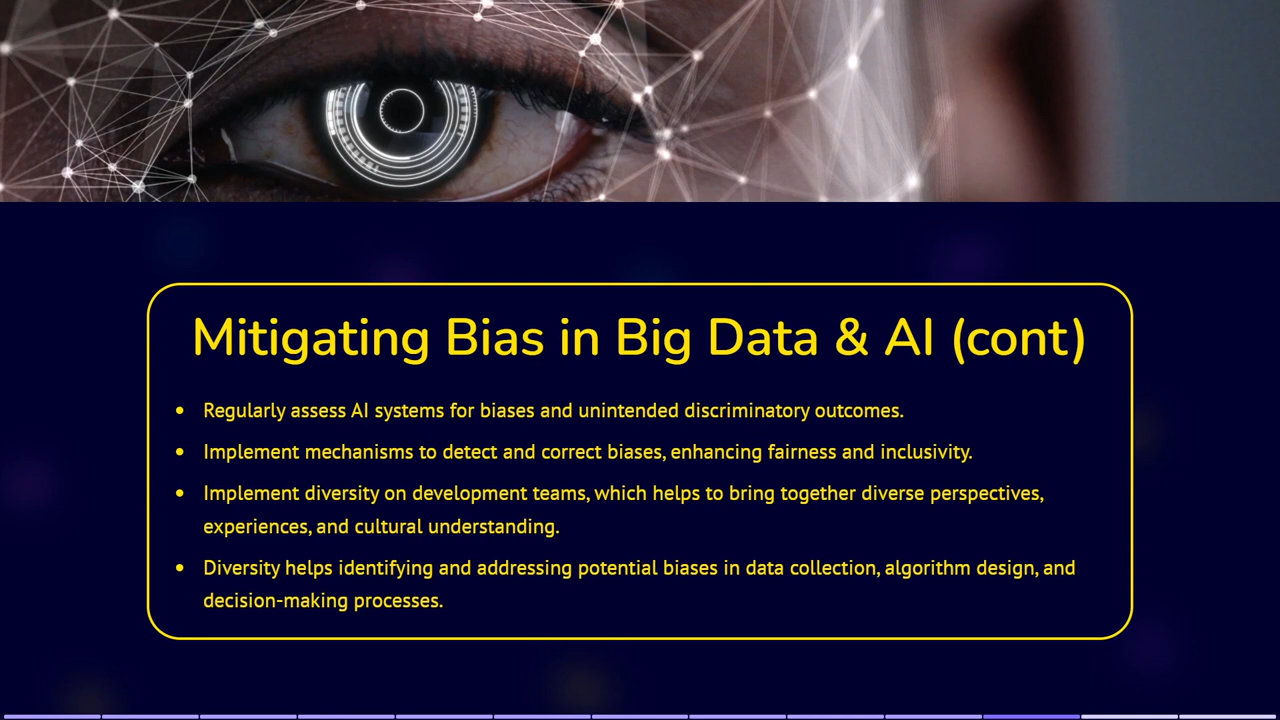 Mitigating Bias in Big Data & AI (cont)
• Regularly assess AI systems for biases and unintended discriminatory outcomes.
• Implement mechanisms to detect and correct biases, enhancing fairness and inclusivity.
• Implement diversity on development teams, which helps to bring together diverse perspectives,
experiences, and cultural understanding.
• Diversity helps identifying and addressing potential biases in data collection, algorithm design, and
decision-making processes.